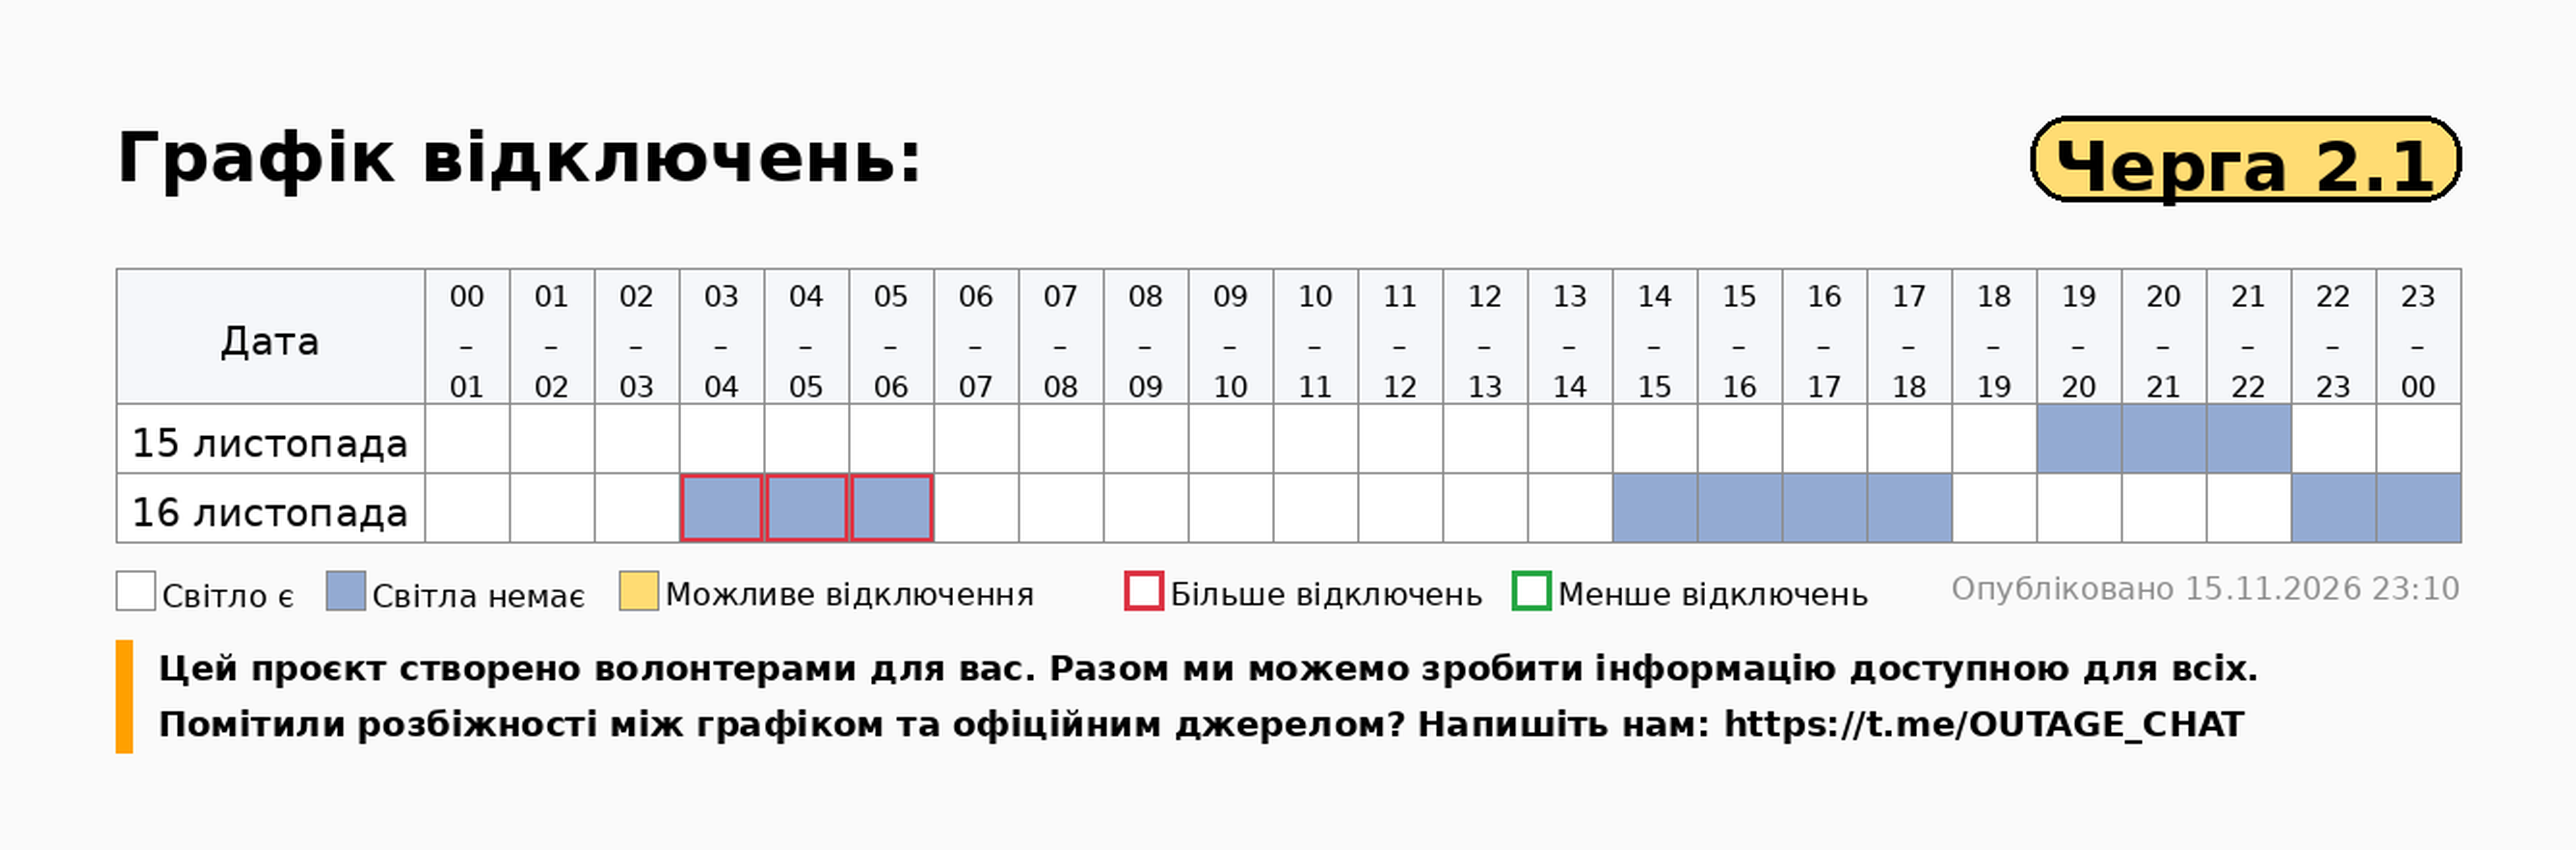 Графік відключень:
Черга 2.1
Дата 00–01 01–02 02–03 03–04 04–05 05–06 06–07 07–08 08–09 09–10 10–11 11–12 12–13 13–14 14–15 15–16 16–17 17–18 18–19 19–20 20–21 21–22 22–23 23–00
15 листопада
16 листопада
Світло є Світла немає Можливе відключення Більше відключень Менше відключень Опубліковано 15.11.2026 23:10
Цей проєкт створено волонтерами для вас. Разом ми можемо зробити інформацію доступною для всіх.
Помітили розбіжності між графіком та офіційним джерелом? Напишіть нам: https://t.me/OUTAGE_CHAT